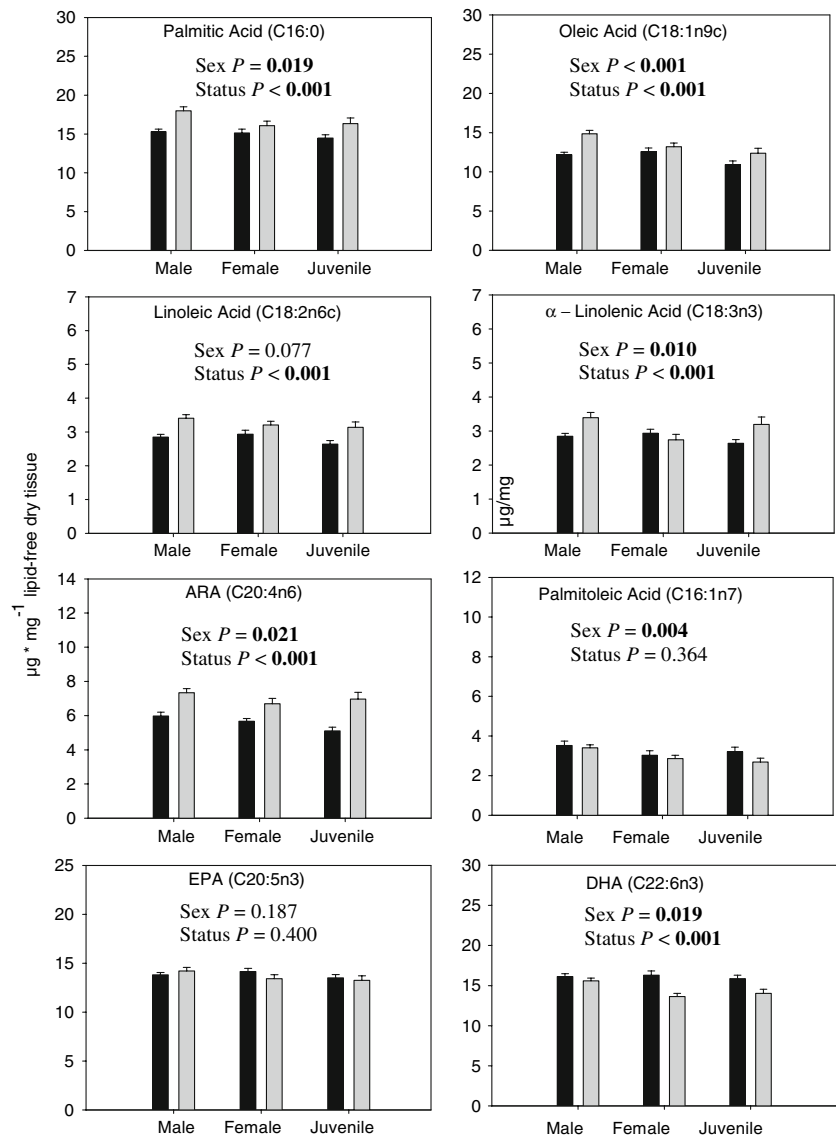 Palmitic Acid (C16:0)
Sex P = 0.019
Status P < 0.001
30
25
20
15
10
5
0
Male Female Juvenile
Oleic Acid (C18:1n9c)
Sex P < 0.001
Status P < 0.001
30
25
20
15
10
5
0
Male Female Juvenile
Linoleic Acid (C18:2n6c)
Sex P = 0.077
Status P < 0.001
7
6
5
4
3
2
1
0
Male Female Juvenile
α – Linolenic Acid (C18:3n3)
Sex P = 0.010
Status P < 0.001
7
6
5
4
3
2
1
0
µg/mg
Male Female Juvenile
µg * mg-1 lipid-free dry tissue
ARA (C20:4n6)
Sex P = 0.021
Status P < 0.001
14
12
10
8
6
4
2
0
Male Female Juvenile
Palmitoleic Acid (C16:1n7)
Sex P = 0.004
Status P = 0.364
12
10
8
6
4
2
0
Male Female Juvenile
EPA (C20:5n3)
Sex P = 0.187
Status P = 0.400
25
20
15
10
5
0
Male Female Juvenile
DHA (C22:6n3)
Sex P = 0.019
Status P < 0.001
30
25
20
15
10
5
0
Male Female Juvenile